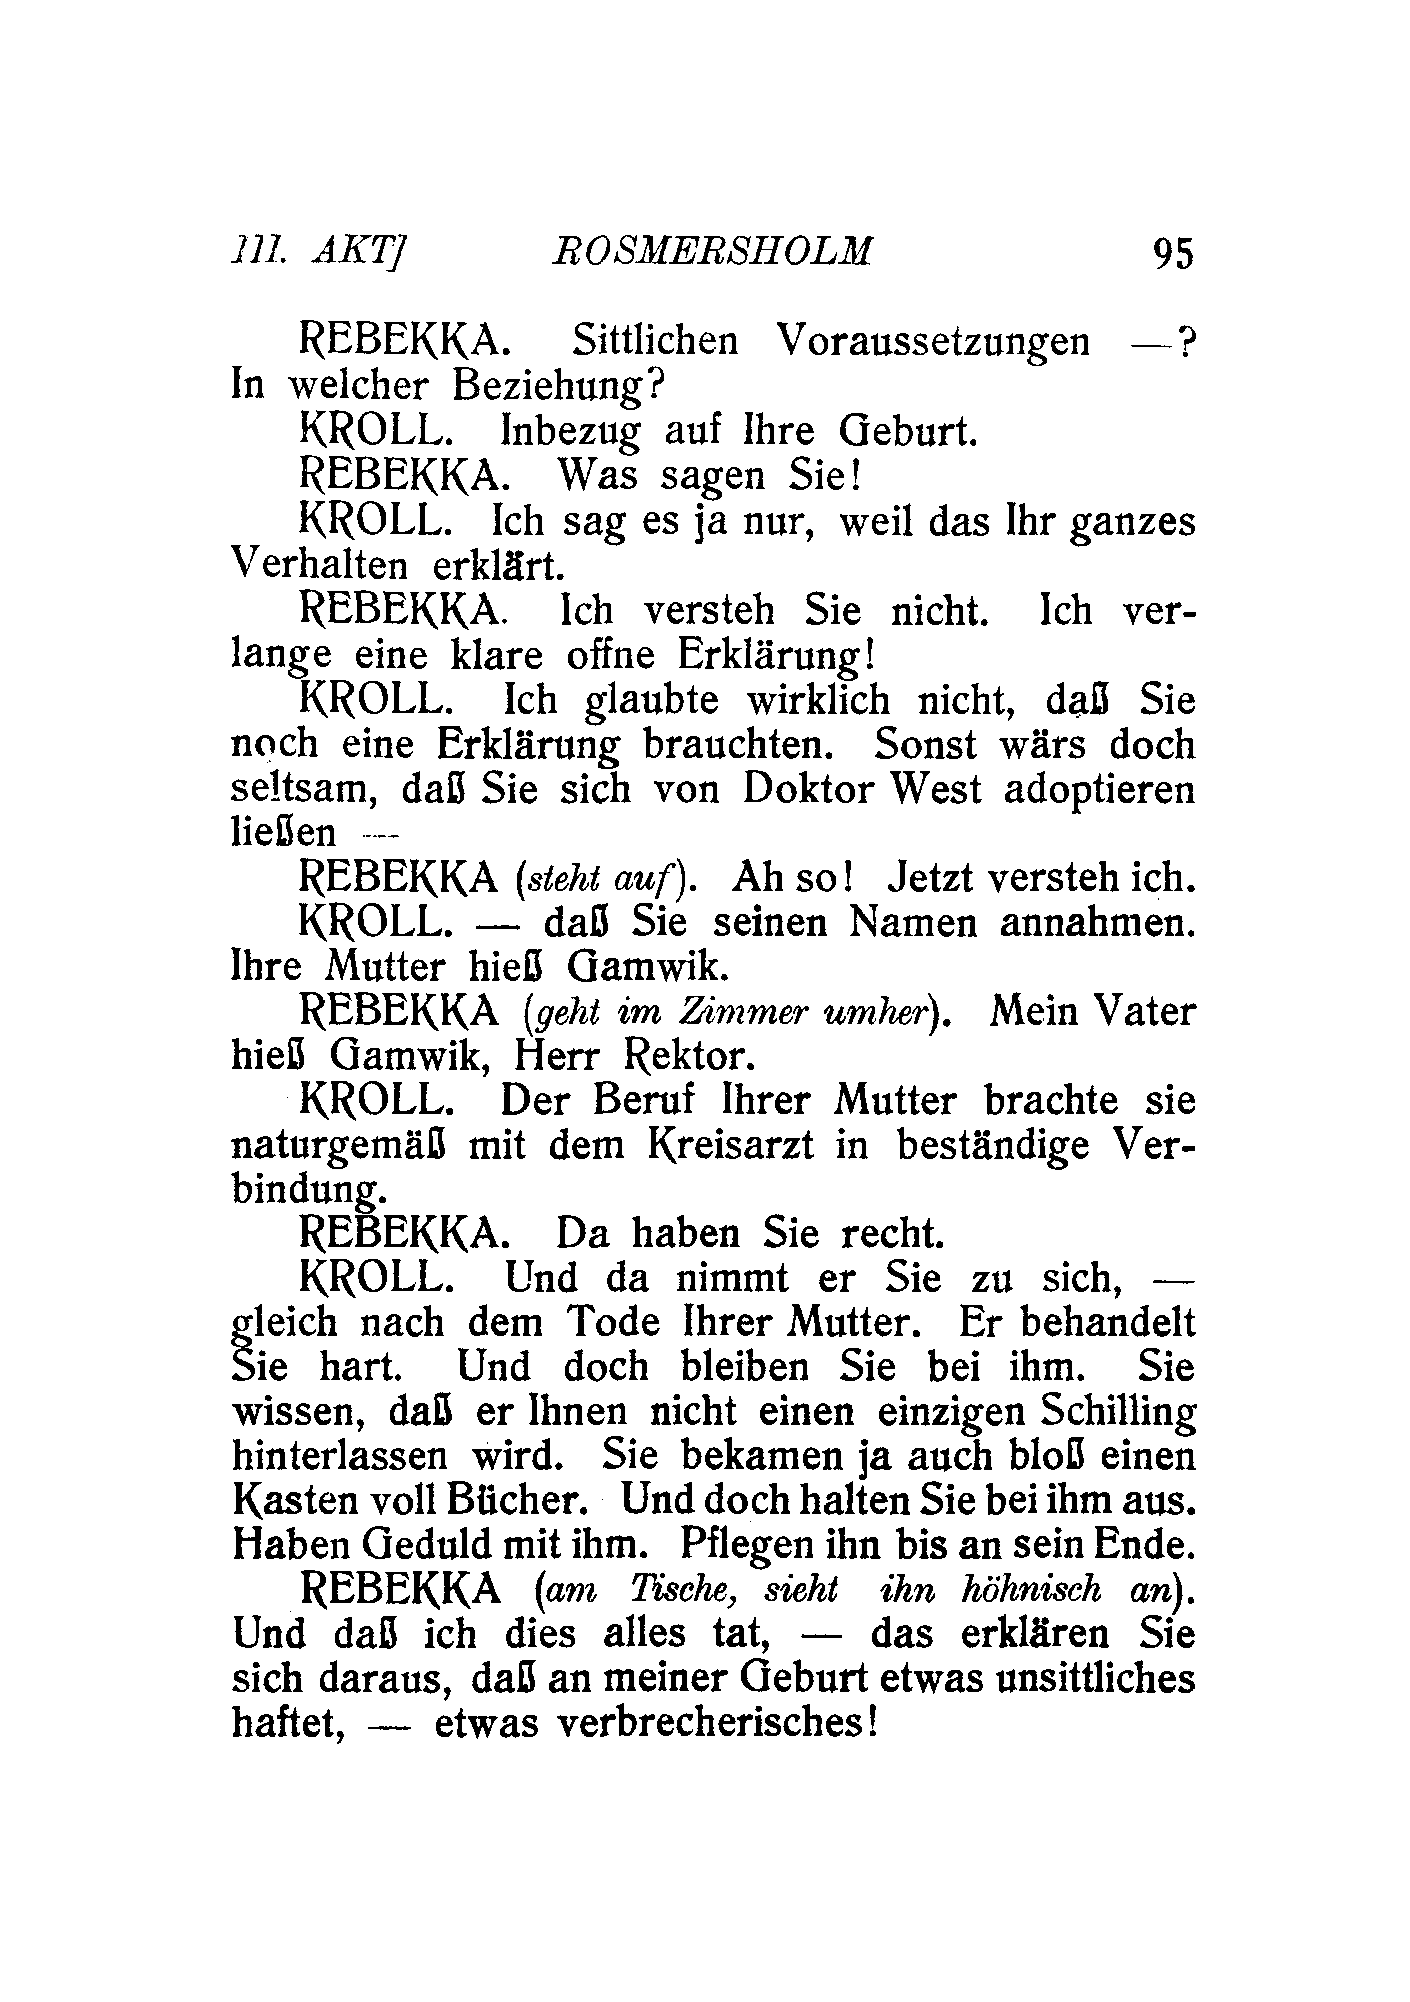 III. AKT] ROSMERSHOLM 95
REBEKKA. Sittlichen Voraussetzungen —?
In welcher Beziehung?
KROLL. Inbezug auf Ihre Geburt.
REBEKKA. Was sagen Sie!
KROLL. Ich sag es ja nur, weil das Ihr ganzes
Verhalten erklärt.
REBEKKA. Ich versteh Sie nicht. Ich ver-
lange eine klare offne Erklärung!
KROLL. Ich glaubte wirklich nicht, daß Sie
noch eine Erklärung brauchten. Sonst wärs doch
seltsam, daß Sie sich von Doktor West adoptieren
ließen —
REBEKKA (steht auf). Ah so! Jetzt versteh ich.
KROLL. — daß Sie seinen Namen annahmen.
Ihre Mutter hieß Gamwik.
REBEKKA (geht im Zimmer umher). Mein Vater
hieß Gamwik, Herr Rektor.
KROLL. Der Beruf Ihrer Mutter brachte sie
naturgemäß mit dem Kreisarzt in beständige Ver-
bindung.
REBEKKA. Da haben Sie recht.
KROLL. Und da nimmt er Sie zu sich, —
gleich nach dem Tode Ihrer Mutter. Er behandelt
Sie hart. Und doch bleiben Sie bei ihm. Sie
wissen, daß er Ihnen nicht einen einzigen Schilling
hinterlassen wird. Sie bekamen ja auch bloß einen
Kasten voll Bücher. Und doch halten Sie bei ihm aus.
Haben Geduld mit ihm. Pflegen ihn bis an sein Ende.
REBEKKA (am Tische, sieht ihn höhnisch an).
Und daß ich dies alles tat, — das erklären Sie
sich daraus, daß an meiner Geburt etwas unsittliches
haftet, — etwas verbrecherisches!